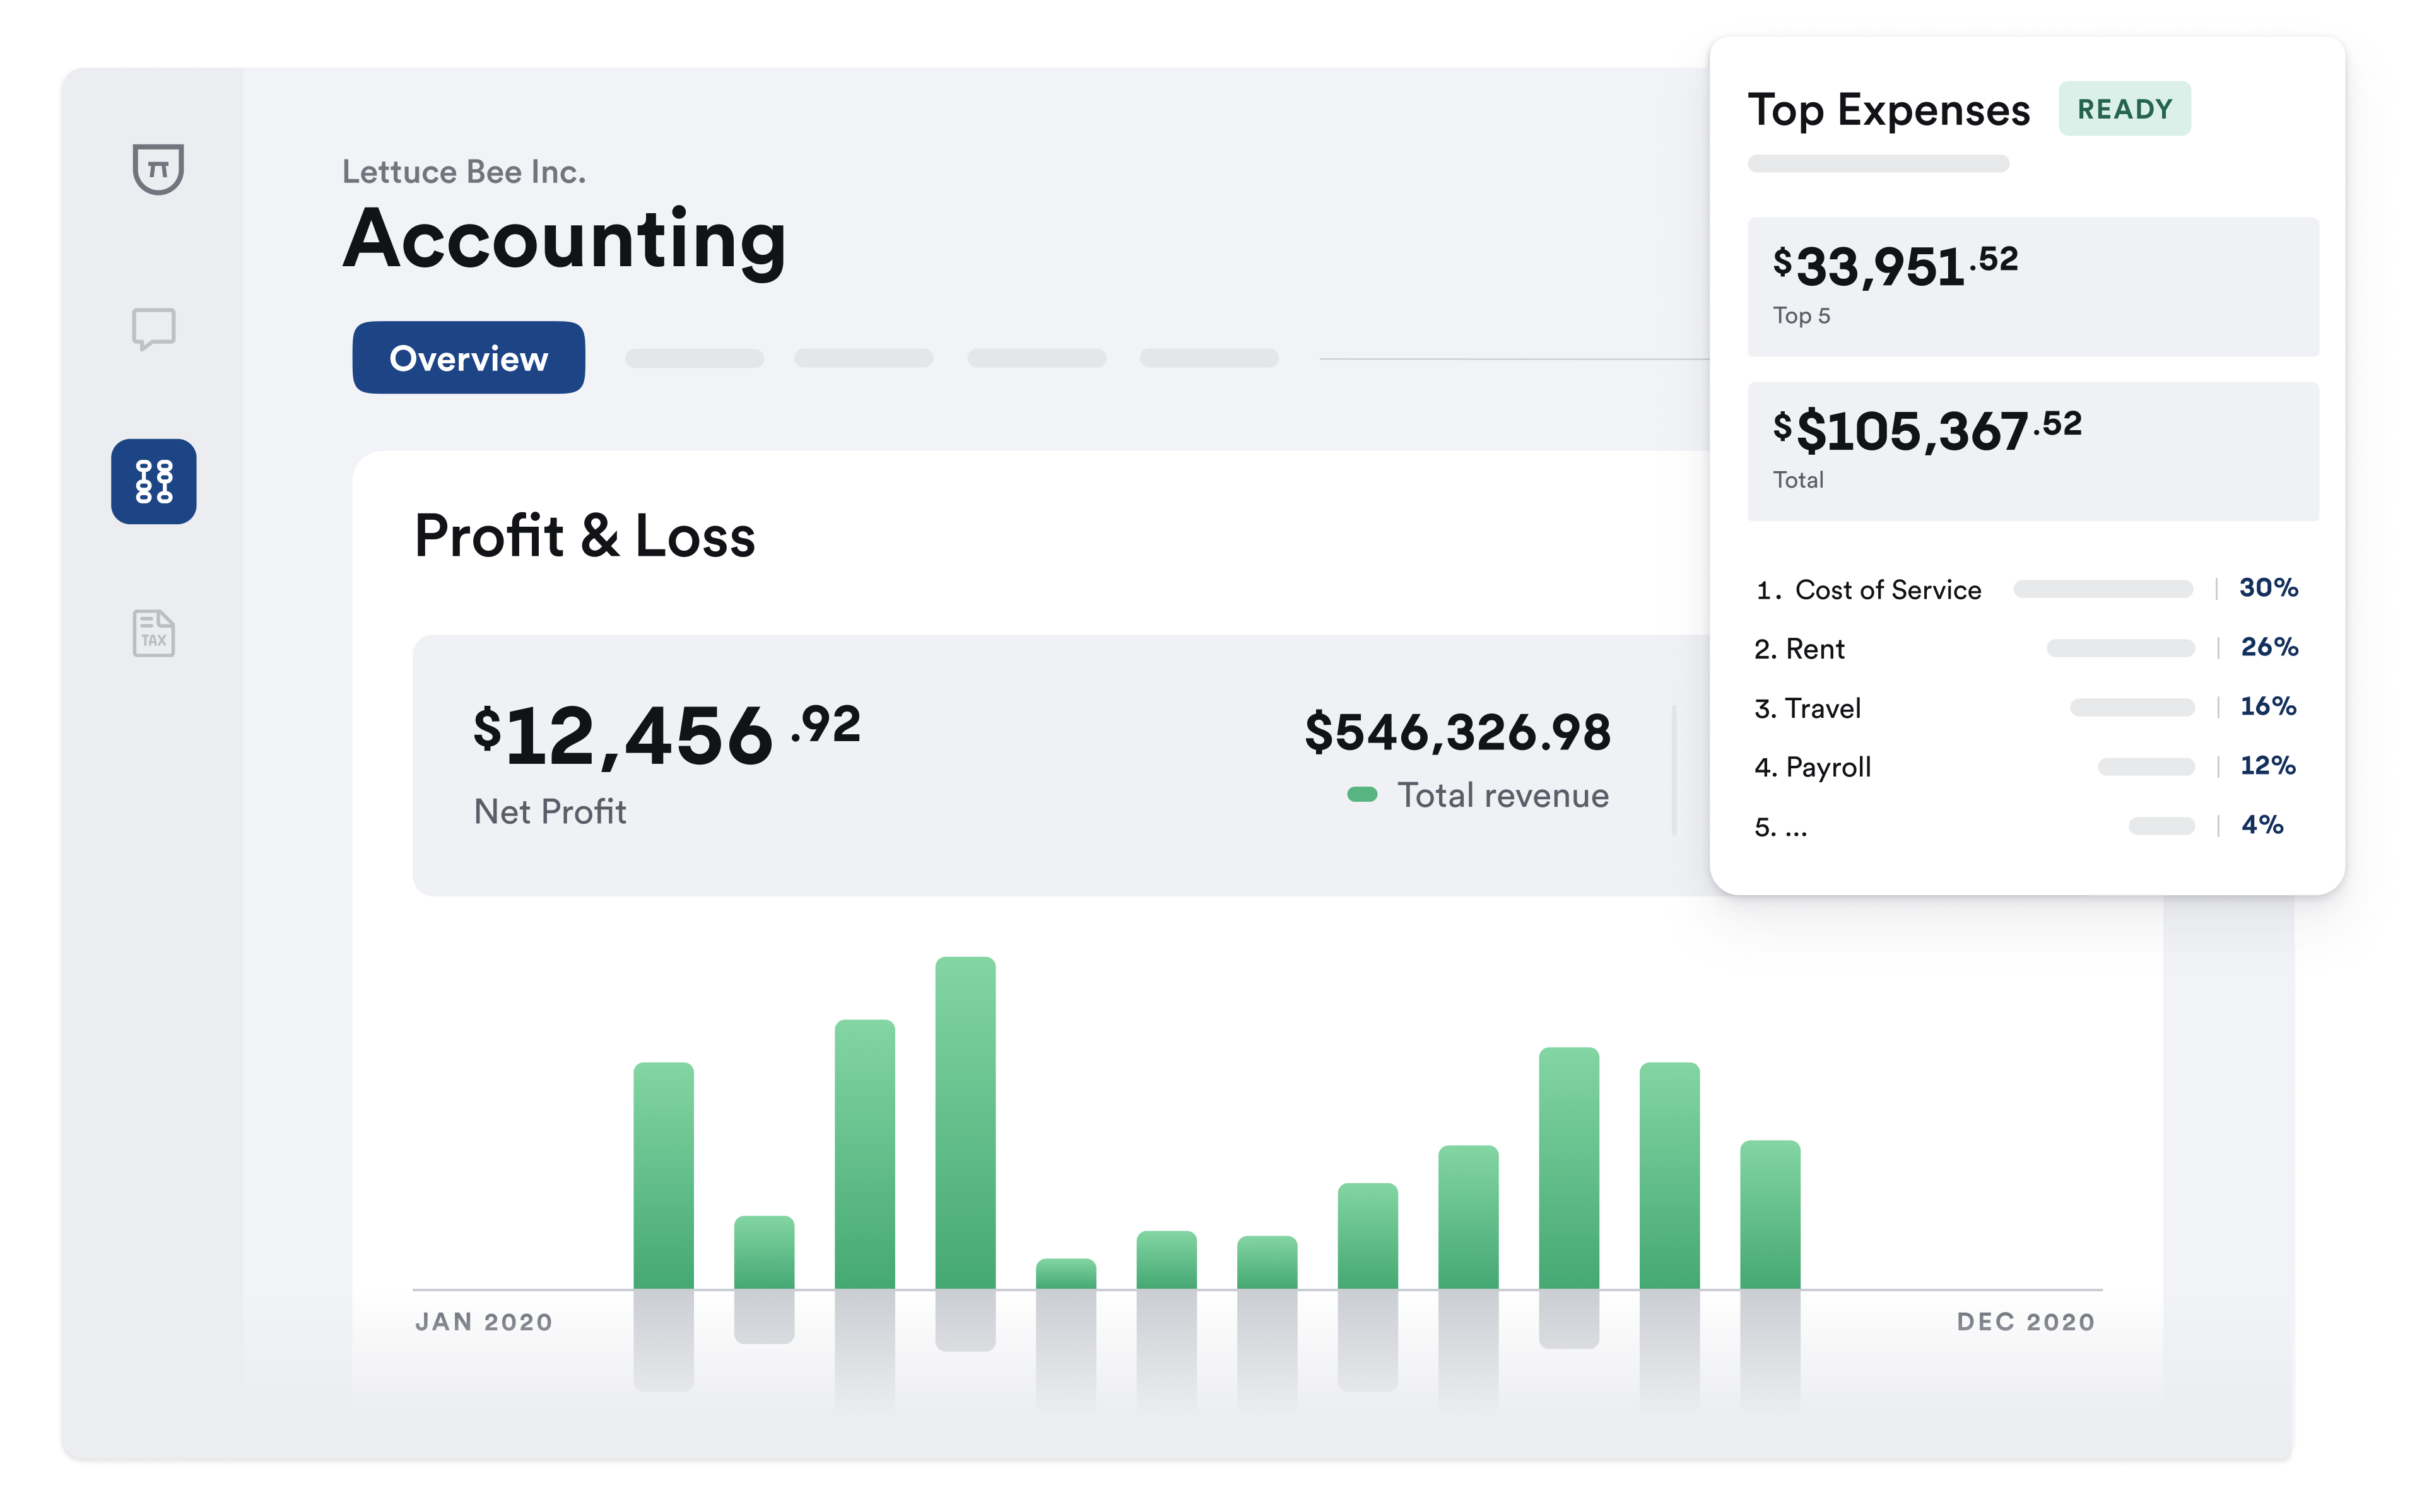 Lettuce Bee Inc.
Accounting
Overview
Profit & Loss
$12,456.92
Net Profit
$546,326.98
Total revenue
JAN 2020
DEC 2020
Top Expenses READY
$33,951.52
Top 5
$$105,367.52
Total
1. Cost of Service 30%
2. Rent 26%
3. Travel 16%
4. Payroll 12%
5. ... 4%
TAX